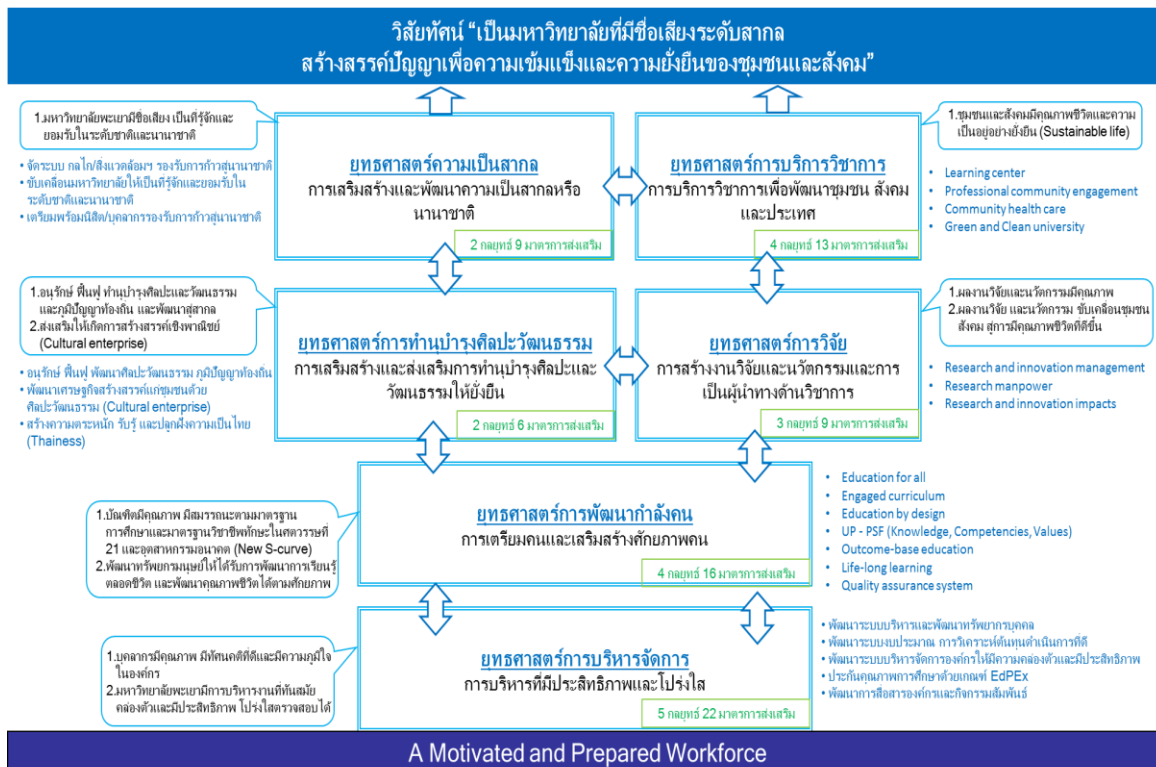 วิสัยทัศน์ “เป็นมหาวิทยาลัยที่มีชื่อเสียงระดับสากล
สร้างสรรค์ปัญญาเพื่อความเข้มแข็งและความยั่งยืนของชุมชนและสังคม”
1.มหาวิทยาลัยพะเยามีชื่อเสียง เป็นที่รู้จักและ
ยอมรับในระดับชาติและนานาชาติ
• จัดระบบ กลไก/สิ่งแวดล้อมฯ รองรับการก้าวสู่นานาชาติ
• ขับเคลื่อนมหาวิทยาลัยให้เป็นที่รู้จักและยอมรับใน
ระดับชาติและนานาชาติ
• เตรียมพร้อมนิสิต/บุคลากรรองรับการก้าวสู่นานาชาติ
ยุทธศาสตร์ความเป็นสากล
การเสริมสร้างและพัฒนาความเป็นสากลหรือ
นานาชาติ
2 กลยุทธ์ 9 มาตรการส่งเสริม
ยุทธศาสตร์การบริการวิชาการ
การบริการวิชาการเพื่อพัฒนาชุมชน สังคม
และประเทศ
4 กลยุทธ์ 13 มาตรการส่งเสริม
1.ชุมชนและสังคมมีคุณภาพชีวิตและความ
เป็นอยู่อย่างยั่งยืน (Sustainable life)
• Learning center
• Professional community engagement
• Community health care
• Green and Clean university
1.อนุรักษ์ ฟื้นฟู ทำนุบำรุงศิลปะและวัฒนธรรม
และภูมิปัญญาท้องถิ่น และพัฒนาสู่สากล
2.ส่งเสริมให้เกิดการสร้างสรรค์เชิงพาณิชย์
(Cultural enterprise)
• อนุรักษ์ ฟื้นฟู พัฒนาศิลปะวัฒนธรรม ภูมิปัญญาท้องถิ่น
• พัฒนาเศรษฐกิจสร้างสรรค์แก่ชุมชนด้วย
ศิลปะวัฒนธรรม (Cultural enterprise)
• สร้างความตระหนัก รับรู้ และปลูกฝังความเป็นไทย
(Thainess)
ยุทธศาสตร์การทำนุบำรุงศิลปะวัฒนธรรม
การเสริมสร้างและส่งเสริมการทำนุบำรุงศิลปะและ
วัฒนธรรมให้ยั่งยืน
2 กลยุทธ์ 6 มาตรการส่งเสริม
ยุทธศาสตร์การวิจัย
การสร้างงานวิจัยและนวัตกรรมและการ
เป็นผู้นำทางด้านวิชาการ
3 กลยุทธ์ 9 มาตรการส่งเสริม
1.ผลงานวิจัยและนวัตกรรมมีคุณภาพ
2.ผลงานวิจัย และนวัตกรรม ขับเคลื่อนชุมชน
สังคม สู่การมีคุณภาพชีวิตที่ดีขึ้น
• Research and innovation management
• Research manpower
• Research and innovation impacts
1.บัณฑิตมีคุณภาพ มีสมรรถนะตามมาตรฐาน
การศึกษาและมาตรฐานวิชาชีพทักษะในศตวรรษที่
21 และอุตสาหกรรมอนาคต (New S-curve)
2.พัฒนาทรัพยกรมนุษย์ให้ได้รับการพัฒนาการเรียนรู้
ตลอดชีวิต และพัฒนาคุณภาพชีวิตได้ตามศักยภาพ
ยุทธศาสตร์การพัฒนากำลังคน
การเตรียมคนและเสริมสร้างศักยภาพคน
4 กลยุทธ์ 16 มาตรการส่งเสริม
• Education for all
• Engaged curriculum
• Education by design
• UP - PSF (Knowledge, Competencies, Values)
• Outcome-base education
• Life-long learning
• Quality assurance system
1.บุคลากรมีคุณภาพ มีทัศนคติที่ดีและมีความภูมิใจ
ในองค์กร
2.มหาวิทยาลัยพะเยามีการบริหารงานที่ทันสมัย
คล่องตัวและมีประสิทธิภาพ โปร่งใสตรวจสอบได้
ยุทธศาสตร์การบริหารจัดการ
การบริหารที่มีประสิทธิภาพและโปร่งใส
5 กลยุทธ์ 22 มาตรการส่งเสริม
• พัฒนาระบบบริหารและพัฒนาทรัพยากรบุคคล
• พัฒนาระบบงบประมาณ การวิเคราะห์ต้นทุนดำเนินการที่ดี
• พัฒนาระบบบริหารจัดการองค์กรให้มีความคล่องตัวและมีประสิทธิภาพ
• ประกันคุณภาพการศึกษาด้วยเกณฑ์ EdPEx
• พัฒนาการสื่อสารองค์กรและกิจกรรมสัมพันธ์
A Motivated and Prepared Workforce